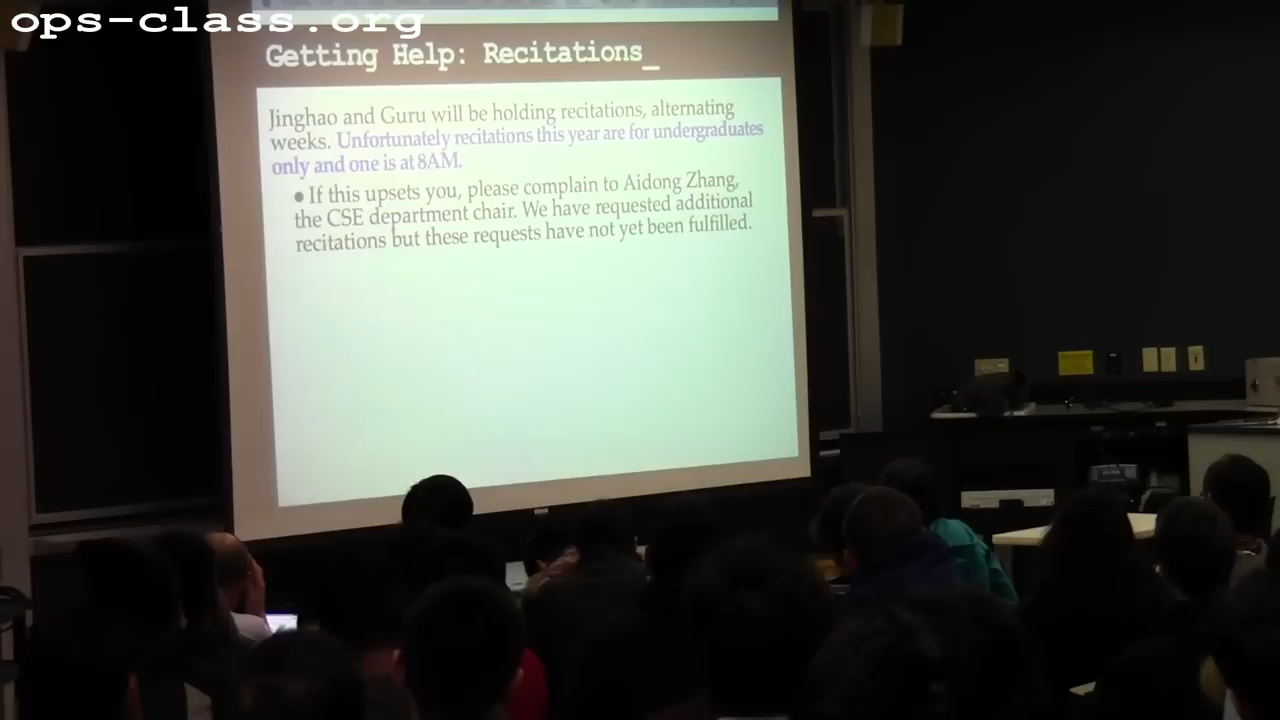 ops-class.org
Getting Help: Recitations_
Jinghao and Guru will be holding recitations, alternating
weeks. Unfortunately recitations this year are for undergraduates
only and one is at 8AM.
● If this upsets you, please complain to Aidong Zhang,
the CSE department chair. We have requested additional
recitations but these requests have not yet been fulfilled.